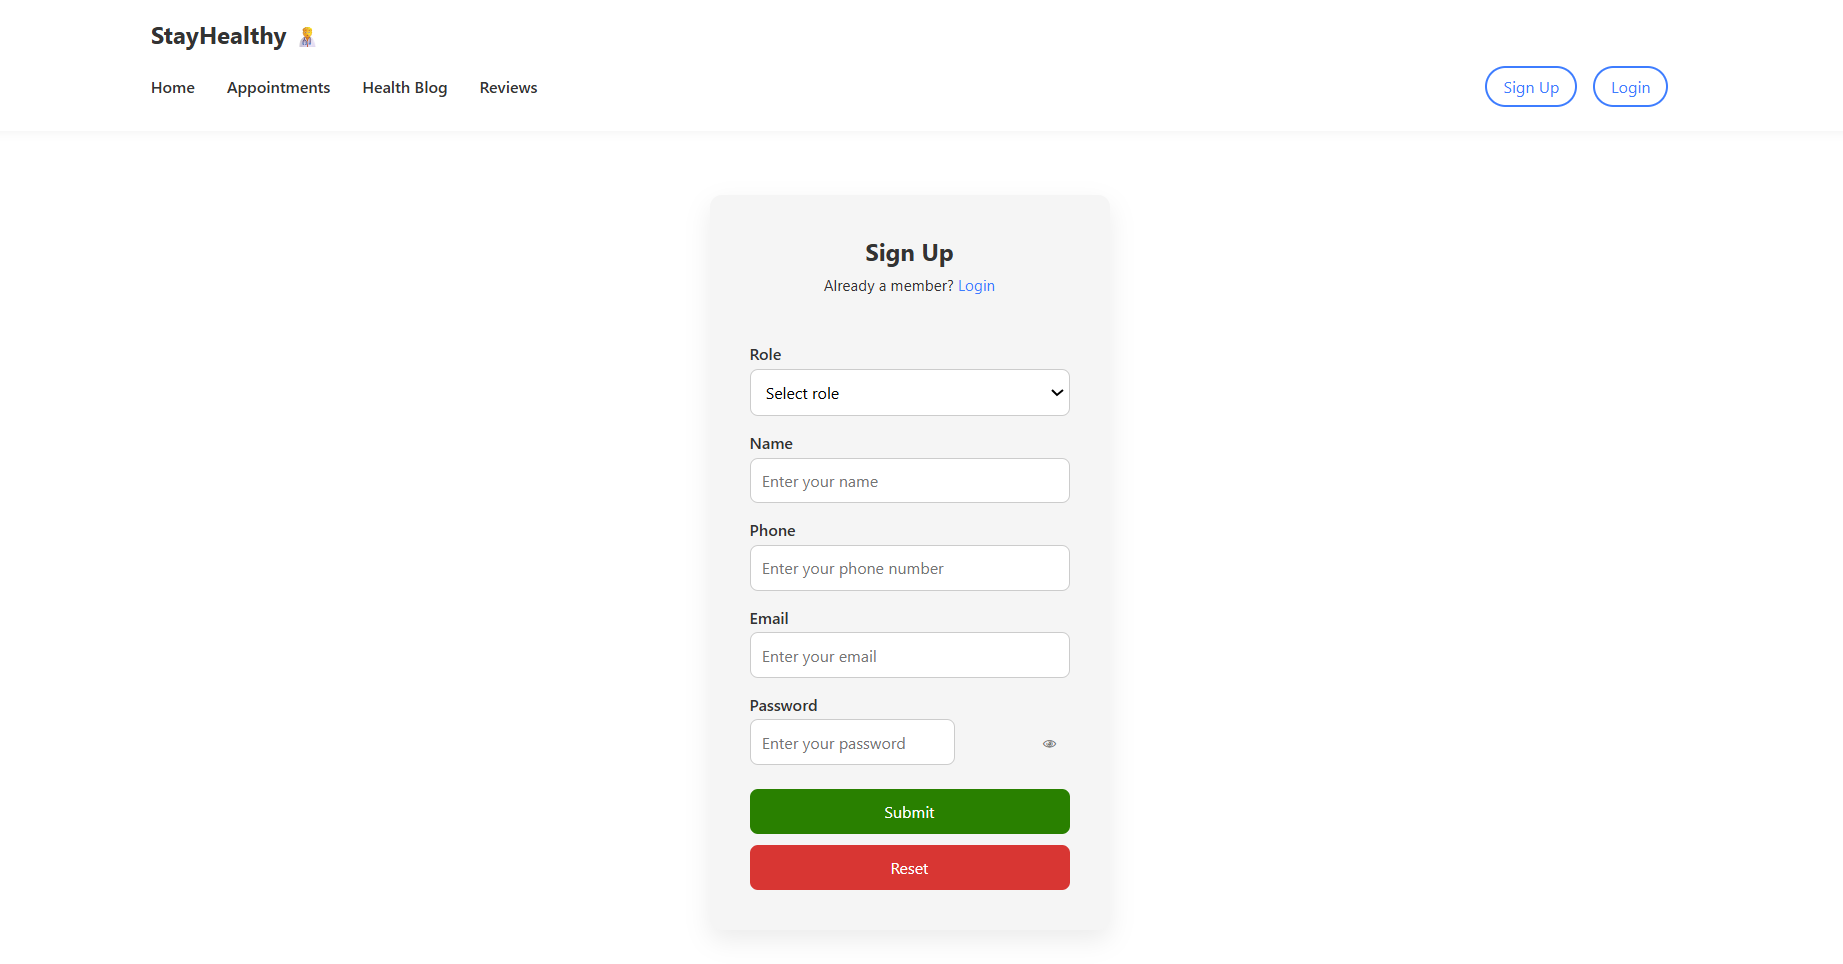 StayHealthy
Home Appointments Health Blog Reviews Sign Up Login
Sign Up
Already a member? Login
Role
Select role
Name
Enter your name
Phone
Enter your phone number
Email
Enter your email
Password
Enter your password
Submit
Reset